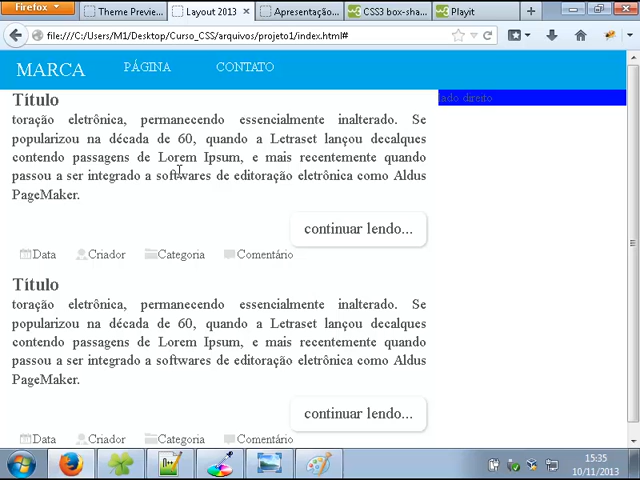 Firefox
Theme Previe...
Layout 2013
Apresentação...
CSS3 box-sha...
Playit
file:///C:/Users/M1/Desktop/Curso_CSS/arquivos/projeto1/index.html#
MARCA PÁGINA CONTATO
Título
toração eletrônica, permanecendo essencialmente inalterado. Se
popularizou na década de 60, quando a Letraset lançou decalques
contendo passagens de Lorem Ipsum, e mais recentemente quando
passou a ser integrado a softwares de editoração eletrônica como Aldus
PageMaker.
continuar lendo...
Data Criador Categoria Comentário
lado direito
Título
toração eletrônica, permanecendo essencialmente inalterado. Se
popularizou na década de 60, quando a Letraset lançou decalques
contendo passagens de Lorem Ipsum, e mais recentemente quando
passou a ser integrado a softwares de editoração eletrônica como Aldus
PageMaker.
continuar lendo...
Data Criador Categoria Comentário
15:35
10/11/2013